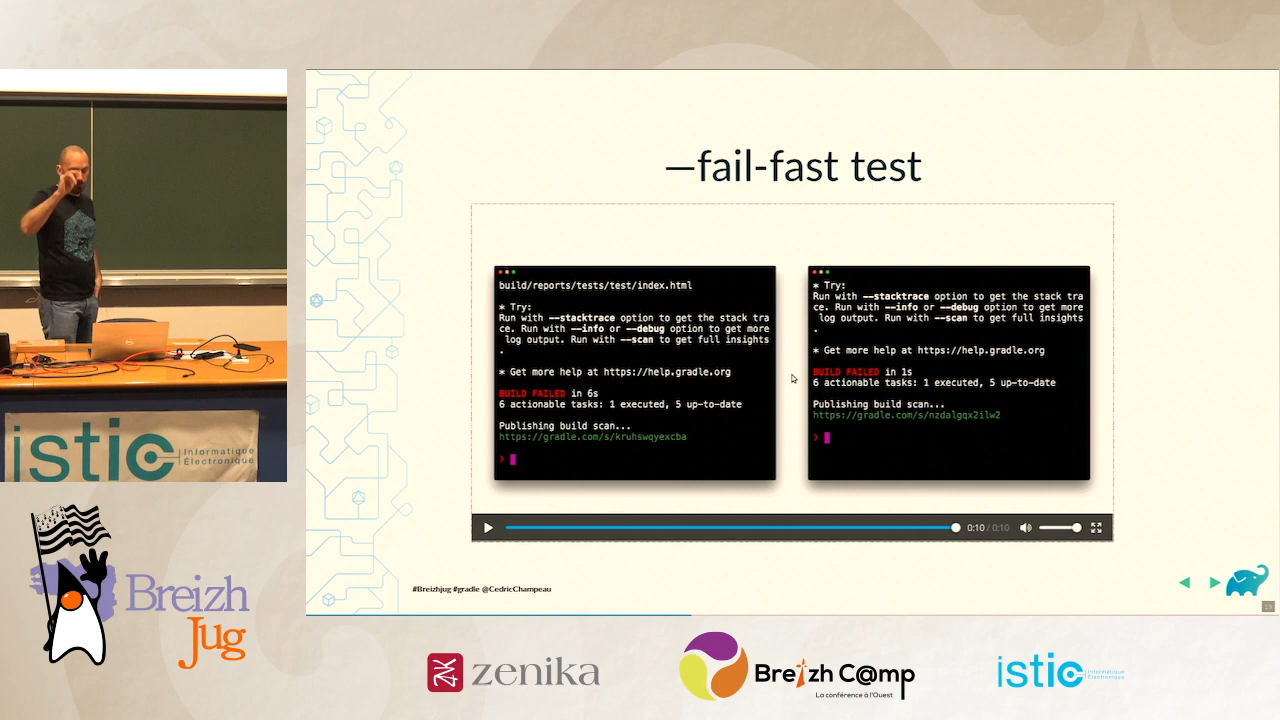 —fail-fast test
build/reports/tests/test/index.html
* Try:
Run with --stacktrace option to get the stack tra
ce. Run with --info or --debug option to get more
log output. Run with --scan to get full insights
.
* Get more help at https://help.gradle.org
BUILD FAILED in 6s
6 actionable tasks: 1 executed, 5 up-to-date
Publishing build scan...
https://gradle.com/s/kruhswqyexcba
❯
* Try:
Run with --stacktrace option to get the stack tra
ce. Run with --info or --debug option to get more
log output. Run with --scan to get full insights
.
* Get more help at https://help.gradle.org
BUILD FAILED in 1s
6 actionable tasks: 1 executed, 5 up-to-date
Publishing build scan...
https://gradle.com/s/nzdalgqx2ilw2
❯
0:10 / 0:10
#Breizhjug #gradle @CedricChampeau
19
istic Informatique
Électronique
Breizh
Jug
zenika
Breizh C@mp
La conférence à l'Ouest
istic Informatique
Électronique